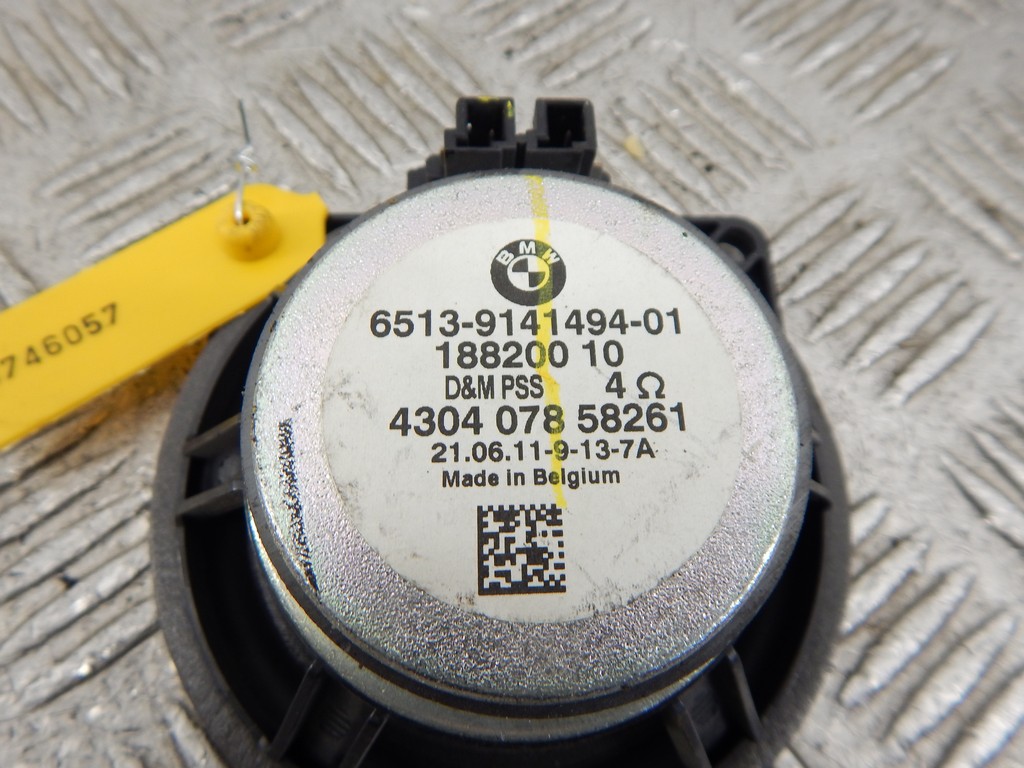 BMW
6513-9141494-01
188200 10
D&M PSS 4 Ω
4304 078 58261
21.06.11-9-13-7A
Made in Belgium
746057